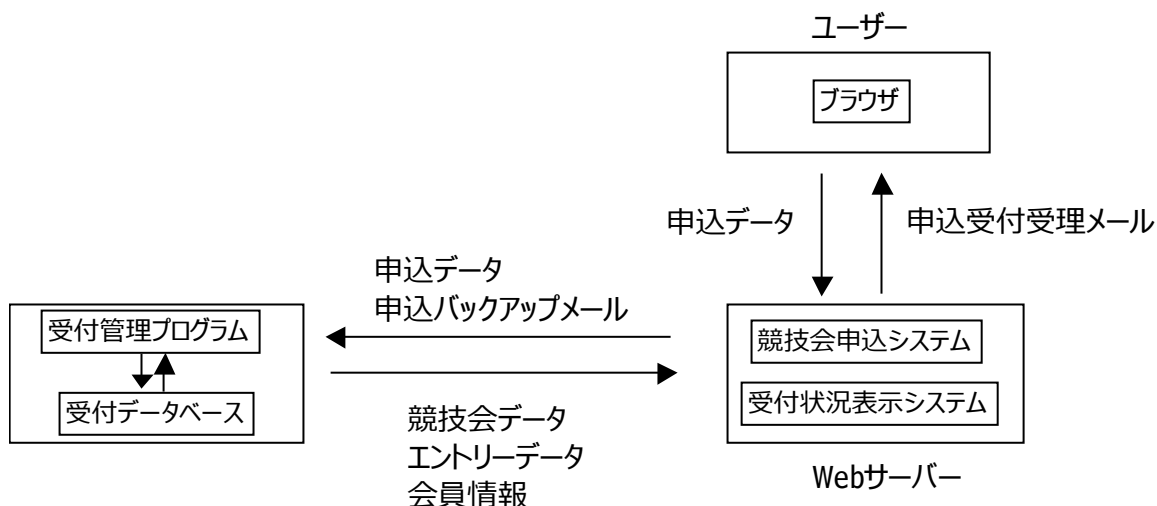 ユーザー
ブラウザ
申込データ
申込受付受理メール
申込データ
申込バックアップメール
受付管理プログラム
受付データベース
競技会申込システム
受付状況表示システム
競技会データ
エントリーデータ
会員情報
Webサーバー